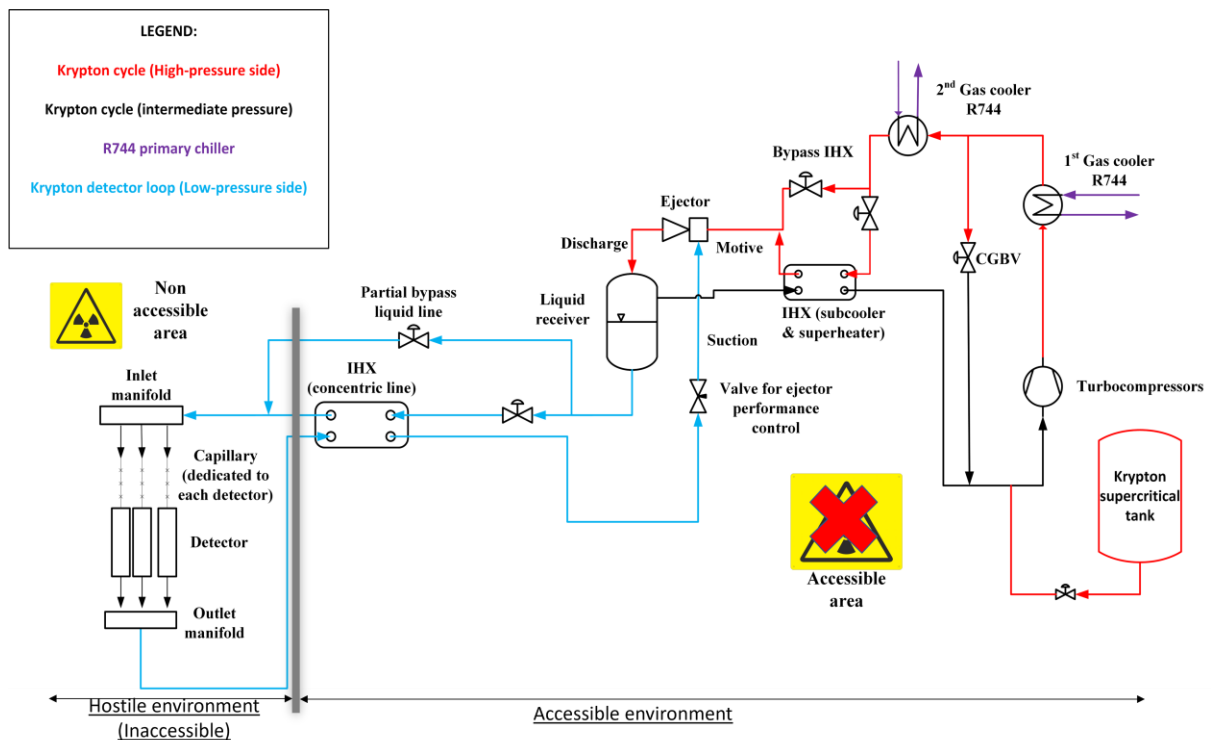 LEGEND:
Krypton cycle (High-pressure side)
Krypton cycle (intermediate pressure)
R744 primary chiller
Krypton detector loop (Low-pressure side)
2nd Gas cooler
R744
1st Gas cooler
R744
Bypass IHX
Ejector
Discharge
Motive
CGBV
Non
accessible
area
Partial bypass
liquid line
Liquid
receiver
IHX (subcooler
& superheater)
Suction
IHX
(concentric line)
Inlet
manifold
Valve for ejector
performance
control
Turbocompressors
Capillary
(dedicated to
each detector)
Krypton
supercritical
tank
Detector
Accessible
area
Outlet
manifold
Hostile environment
(Inaccessible)
Accessible environment